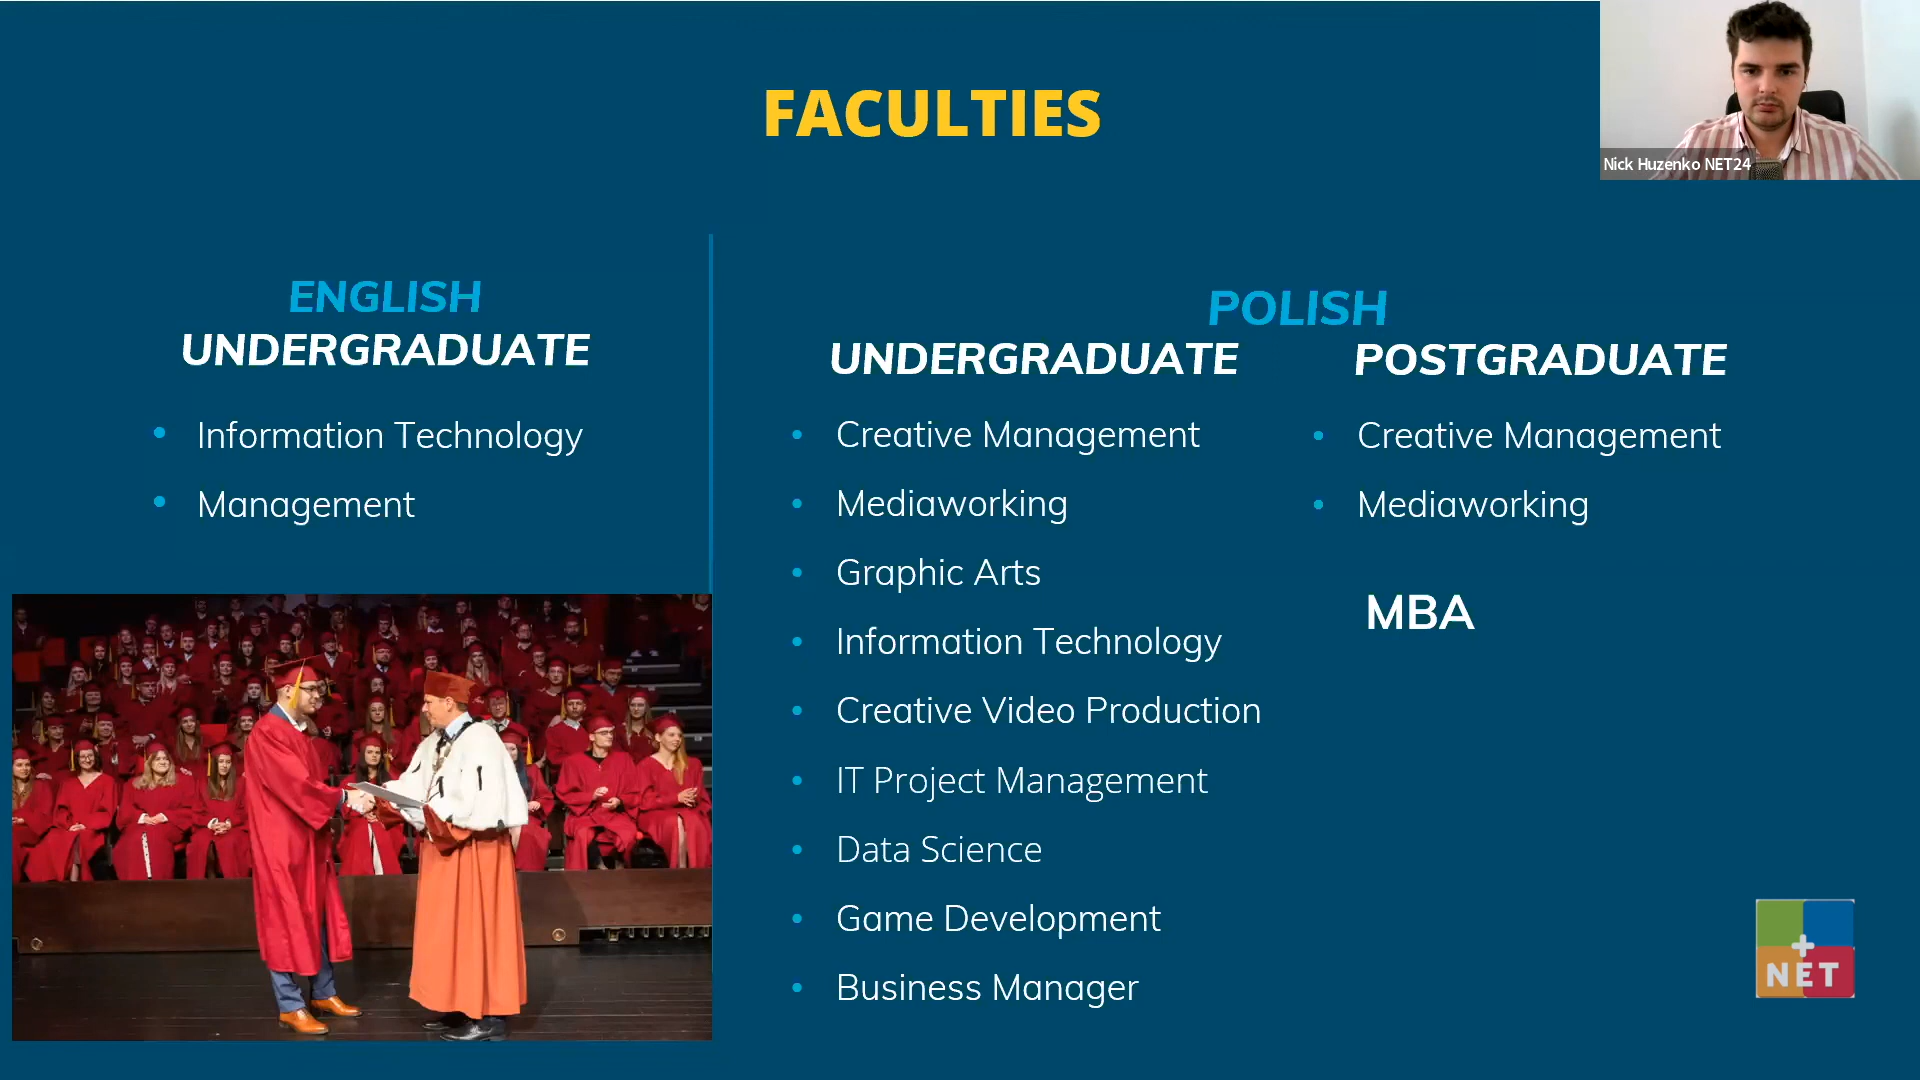 FACULTIES
Nick Huzenko NET24
ENGLISH
UNDERGRADUATE
Information Technology
Management
POLISH
UNDERGRADUATE
Creative Management
Mediaworking
Graphic Arts
Information Technology
Creative Video Production
IT Project Management
Data Science
Game Development
Business Manager
POSTGRADUATE
Creative Management
Mediaworking
MBA
+
NET